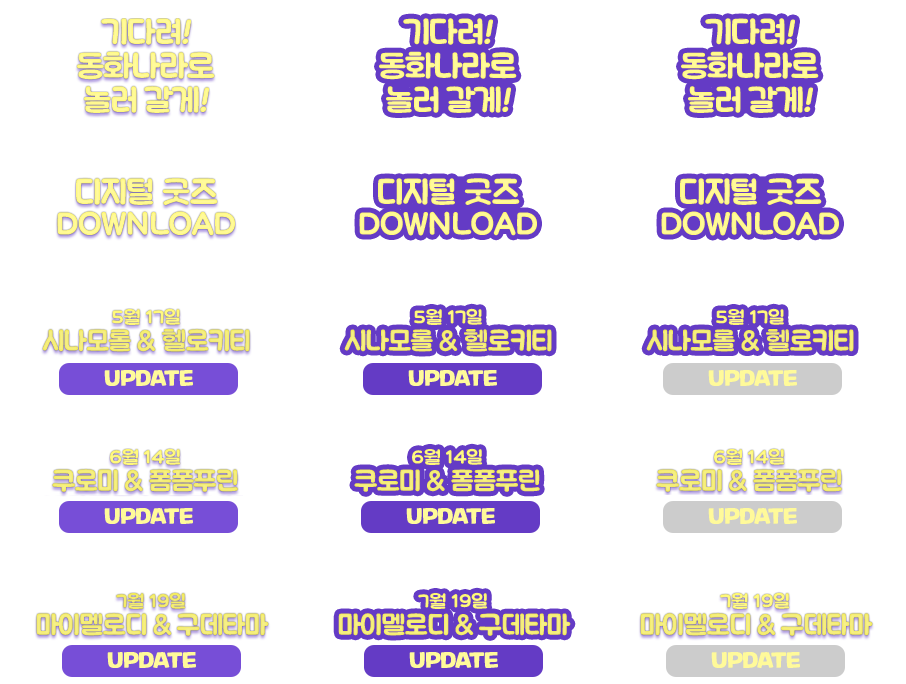 기다려!
동화나라로
놀러 갈게!
기다려!
동화나라로
놀러 갈게!
기다려!
동화나라로
놀러 갈게!
디지털 굿즈
DOWNLOAD
디지털 굿즈
DOWNLOAD
디지털 굿즈
DOWNLOAD
5월 17일
시나모롤 & 헬로키티
UPDATE
5월 17일
시나모롤 & 헬로키티
UPDATE
5월 17일
시나모롤 & 헬로키티
UPDATE
6월 14일
쿠로미 & 폼폼푸린
UPDATE
6월 14일
쿠로미 & 폼폼푸린
UPDATE
6월 14일
쿠로미 & 폼폼푸린
UPDATE
7월 19일
마이멜로디 & 구데타마
UPDATE
7월 19일
마이멜로디 & 구데타마
UPDATE
7월 19일
마이멜로디 & 구데타마
UPDATE